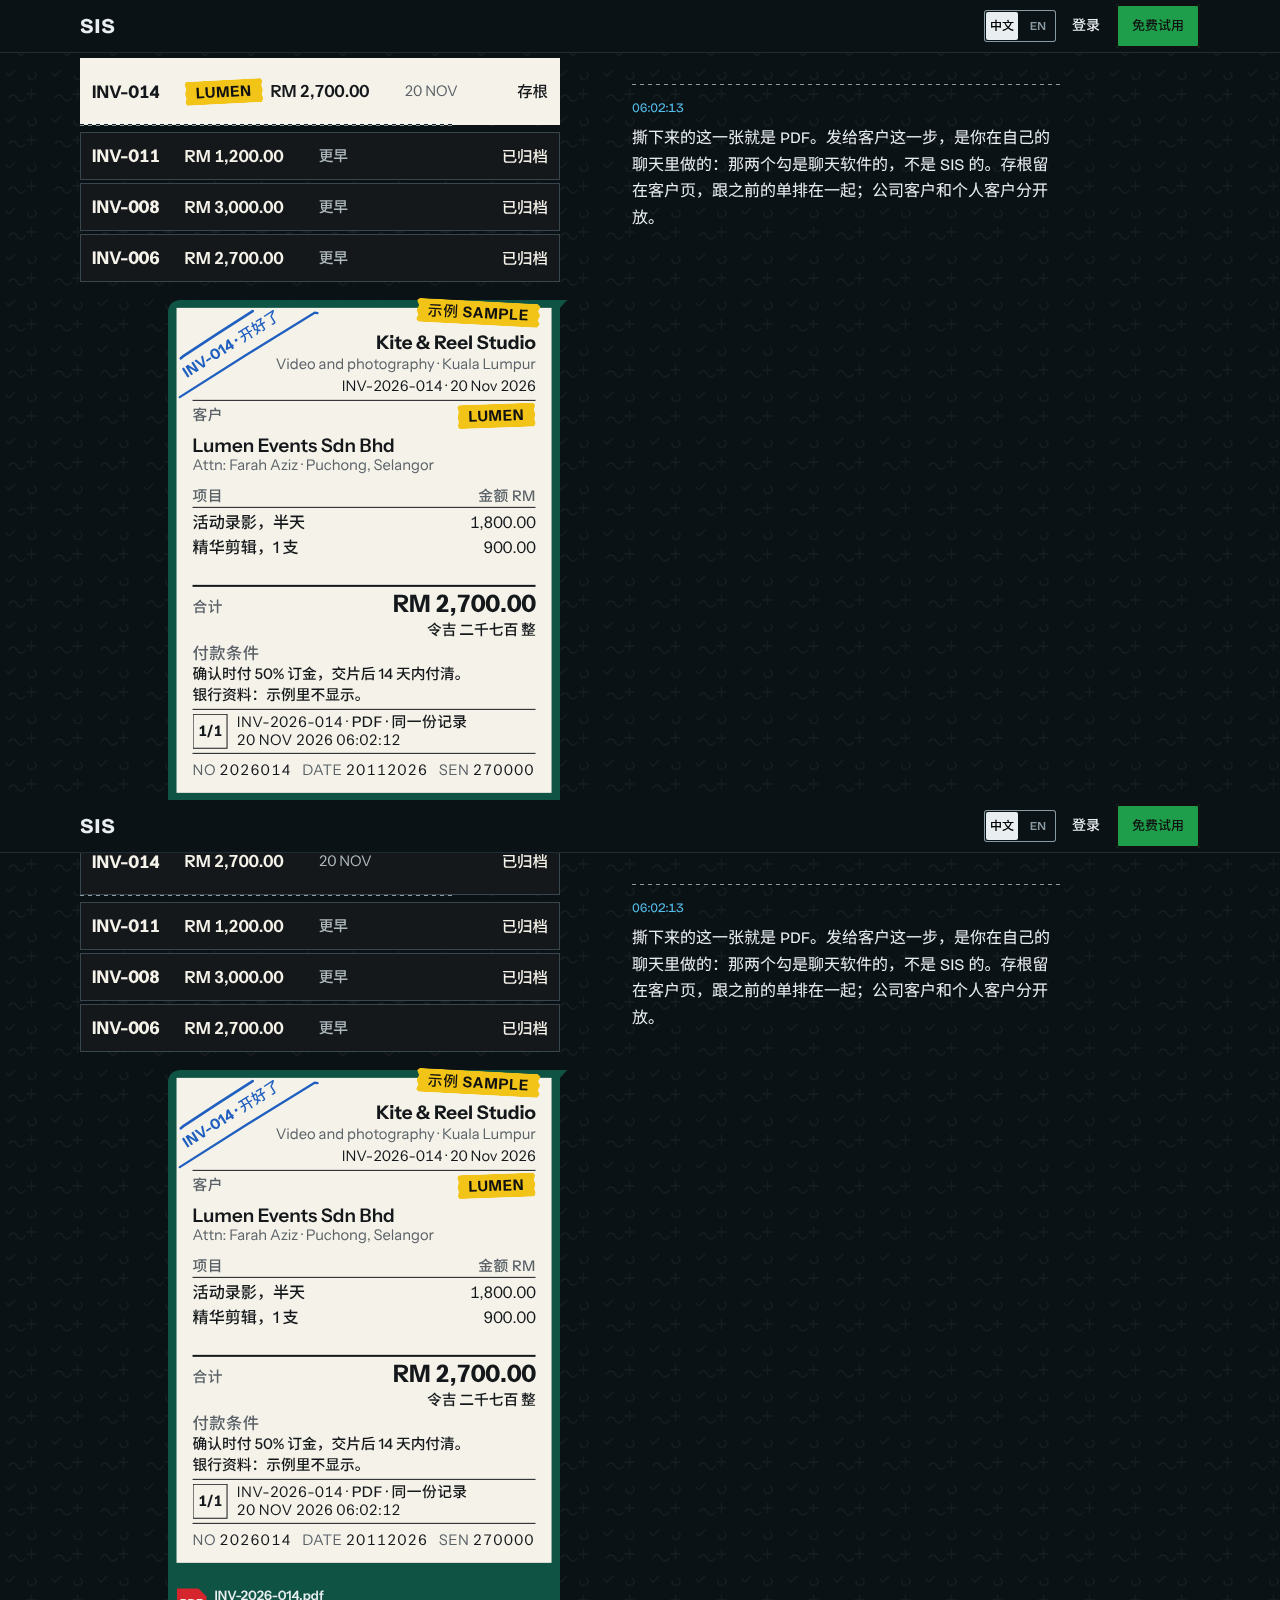 SIS
中文 EN 登录 免费试用
INV-014 LUMEN RM 2,700.00 20 NOV 存根
INV-011 RM 1,200.00 更早 已归档
INV-008 RM 3,000.00 更早 已归档
INV-006 RM 2,700.00 更早 已归档
06:02:13
撕下来的这一张就是 PDF。发给客户这一步，是你在自己的
聊天里做的：那两个勾是聊天软件的，不是 SIS 的。存根留
在客户页，跟之前的单排在一起；公司客户和个人客户分开
放。
示例 SAMPLE
INV-014 · 开好了
Kite & Reel Studio
Video and photography · Kuala Lumpur
INV-2026-014 · 20 Nov 2026
客户 LUMEN
Lumen Events Sdn Bhd
Attn: Farah Aziz · Puchong, Selangor
项目 金额 RM
活动录影，半天 1,800.00
精华剪辑，1 支 900.00
合计 RM 2,700.00
令吉 二千七百 整
付款条件
确认时付 50% 订金，交片后 14 天内付清。
银行资料：示例里不显示。
1/1 INV-2026-014 · PDF · 同一份记录
20 NOV 2026 06:02:12
NO 2026014 DATE 20112026 SEN 270000
SIS
中文 EN 登录 免费试用
INV-014 RM 2,700.00 20 NOV 已归档
INV-011 RM 1,200.00 更早 已归档
INV-008 RM 3,000.00 更早 已归档
INV-006 RM 2,700.00 更早 已归档
06:02:13
撕下来的这一张就是 PDF。发给客户这一步，是你在自己的
聊天里做的：那两个勾是聊天软件的，不是 SIS 的。存根留
在客户页，跟之前的单排在一起；公司客户和个人客户分开
放。
示例 SAMPLE
INV-014 · 开好了
Kite & Reel Studio
Video and photography · Kuala Lumpur
INV-2026-014 · 20 Nov 2026
客户 LUMEN
Lumen Events Sdn Bhd
Attn: Farah Aziz · Puchong, Selangor
项目 金额 RM
活动录影，半天 1,800.00
精华剪辑，1 支 900.00
合计 RM 2,700.00
令吉 二千七百 整
付款条件
确认时付 50% 订金，交片后 14 天内付清。
银行资料：示例里不显示。
1/1 INV-2026-014 · PDF · 同一份记录
20 NOV 2026 06:02:12
NO 2026014 DATE 20112026 SEN 270000
INV-2026-014.pdf